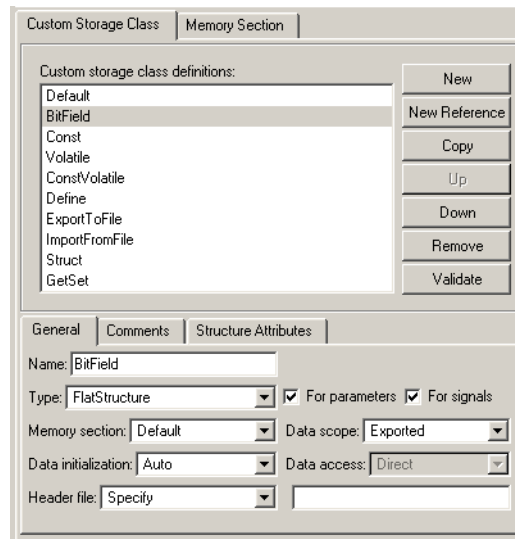 Custom Storage Class Memory Section
Custom storage class definitions:
Default
BitField
Const
Volatile
ConstVolatile
Define
ExportToFile
ImportFromFile
Struct
GetSet
New
New Reference
Copy
Up
Down
Remove
Validate
General Comments Structure Attributes
Name: BitField
Type: FlatStructure For parameters For signals
Memory section: Default Data scope: Exported
Data initialization: Auto Data access: Direct
Header file: Specify